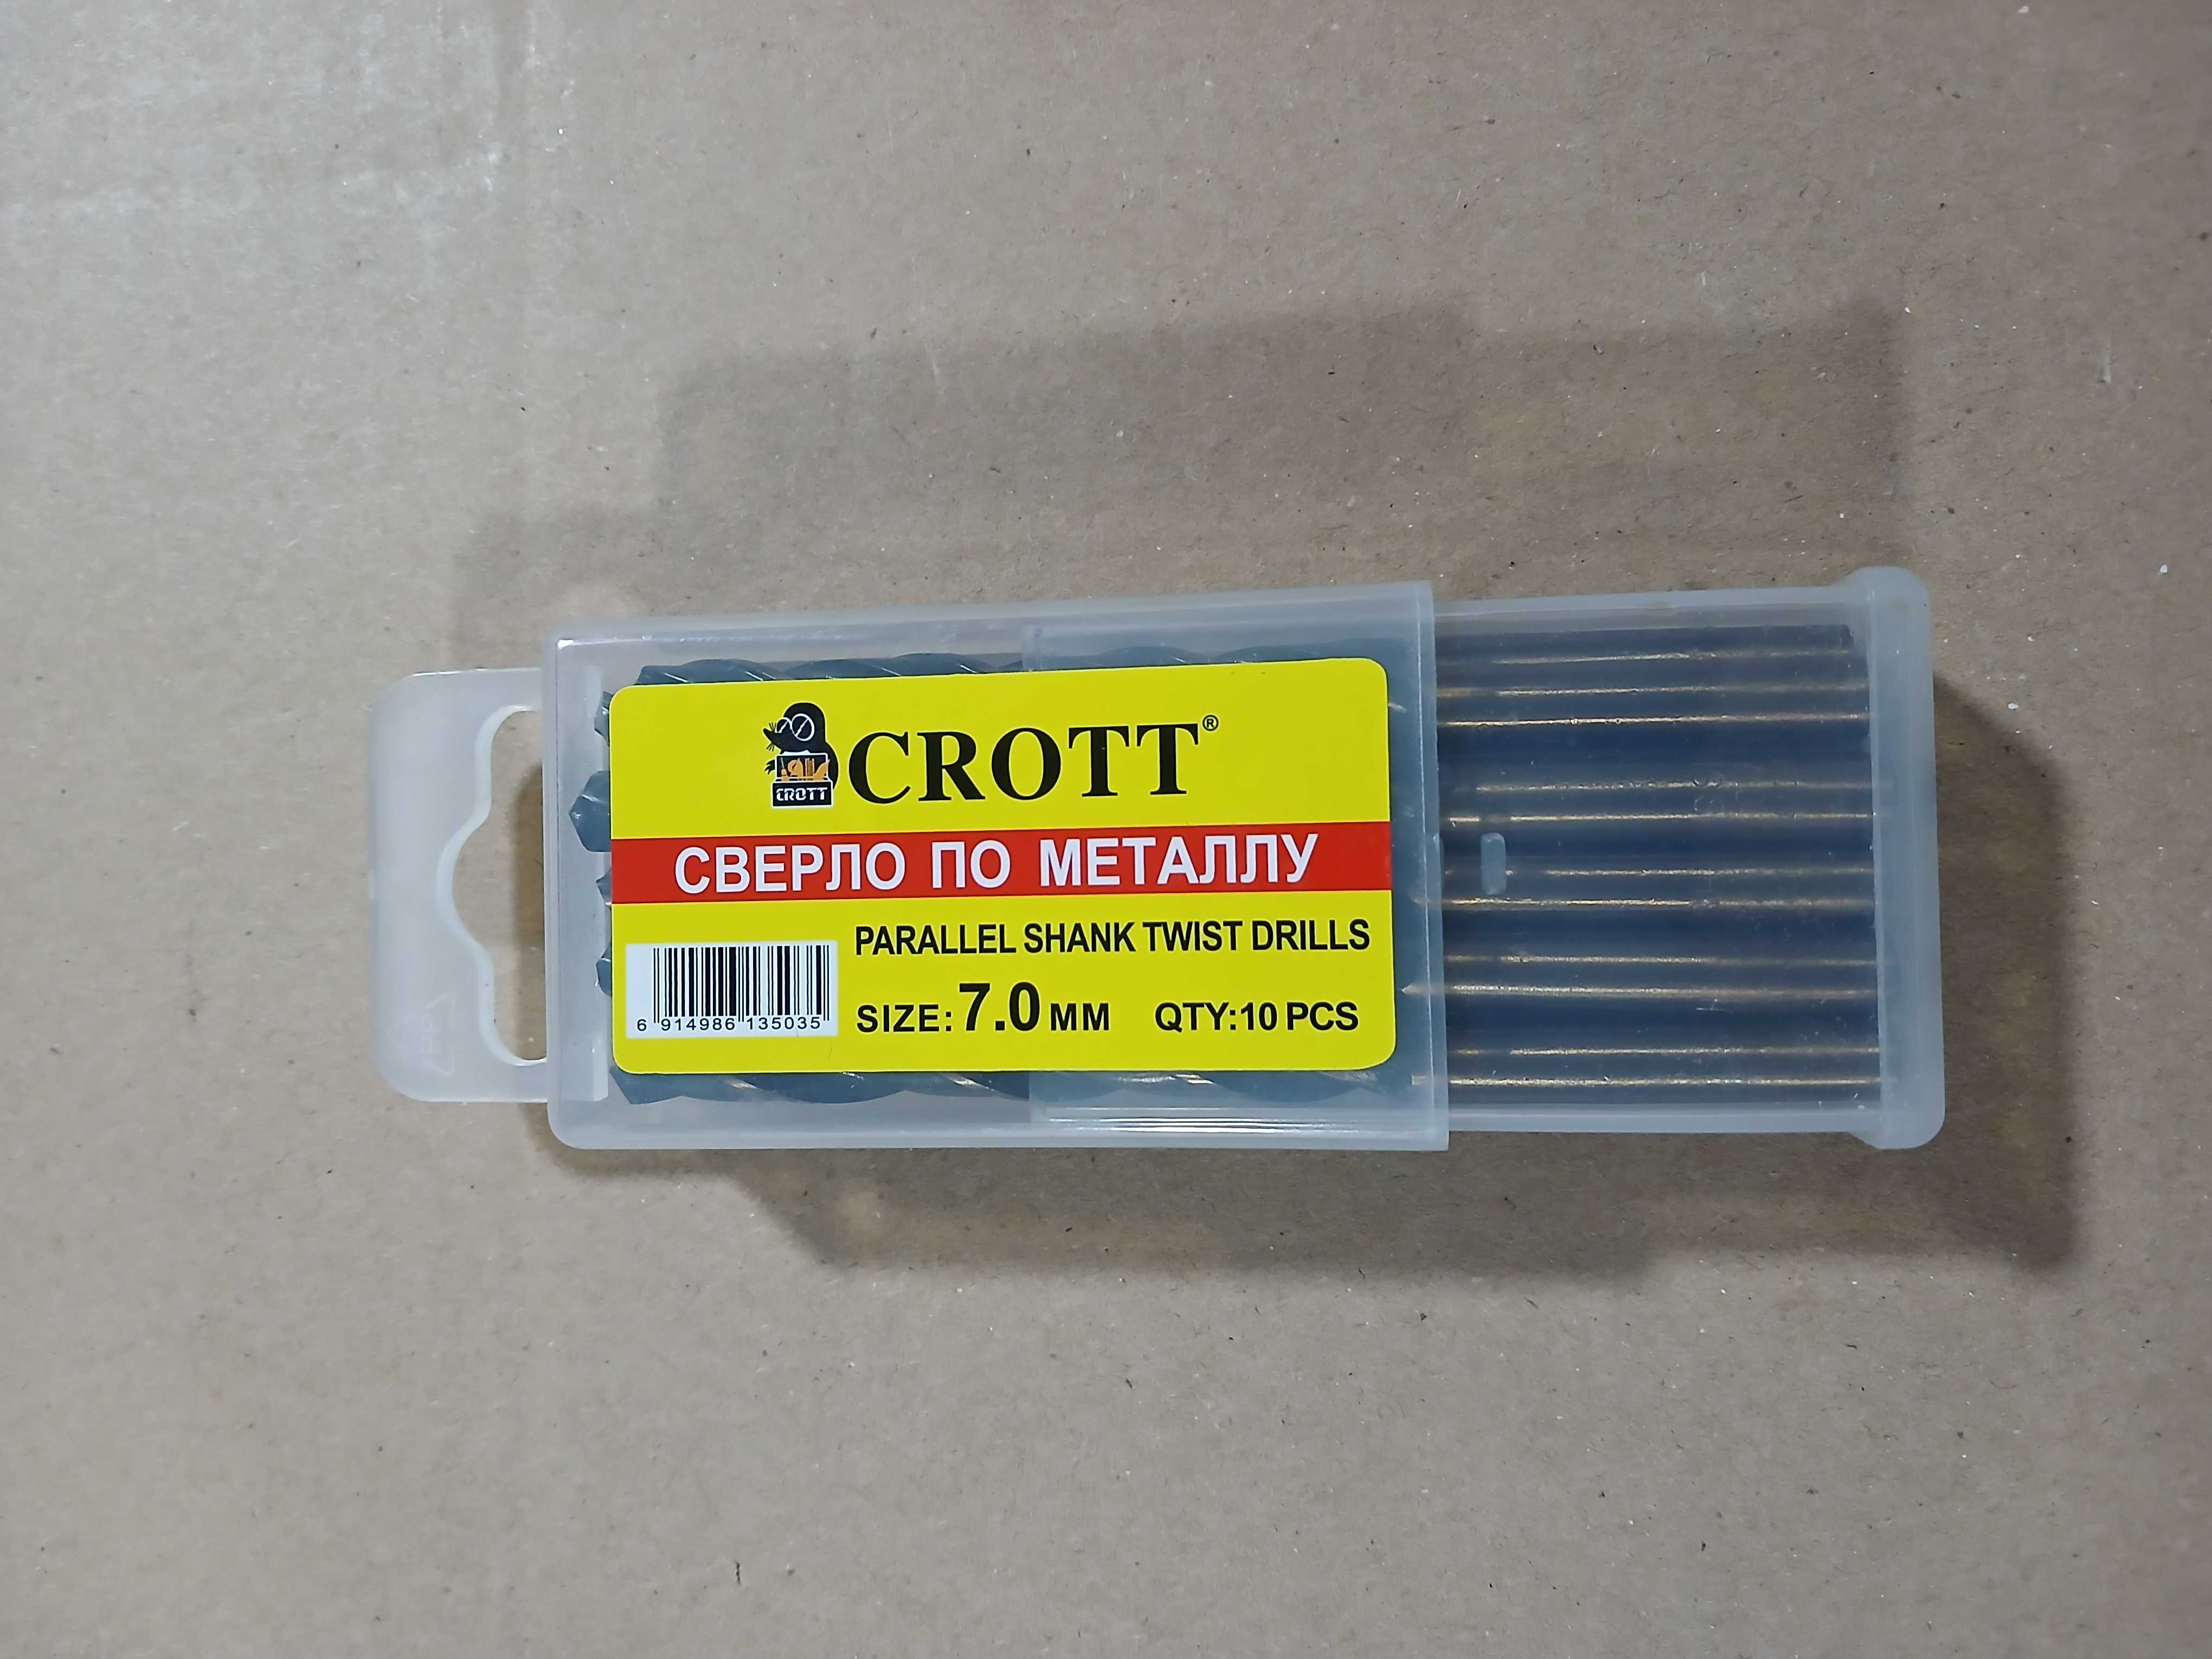 CROTT®
CROTT
СВЕРЛО ПО МЕТАЛЛУ
PARALLEL SHANK TWIST DRILLS
SIZE: 7.0 MM QTY:10 PCS
6 914986 135035